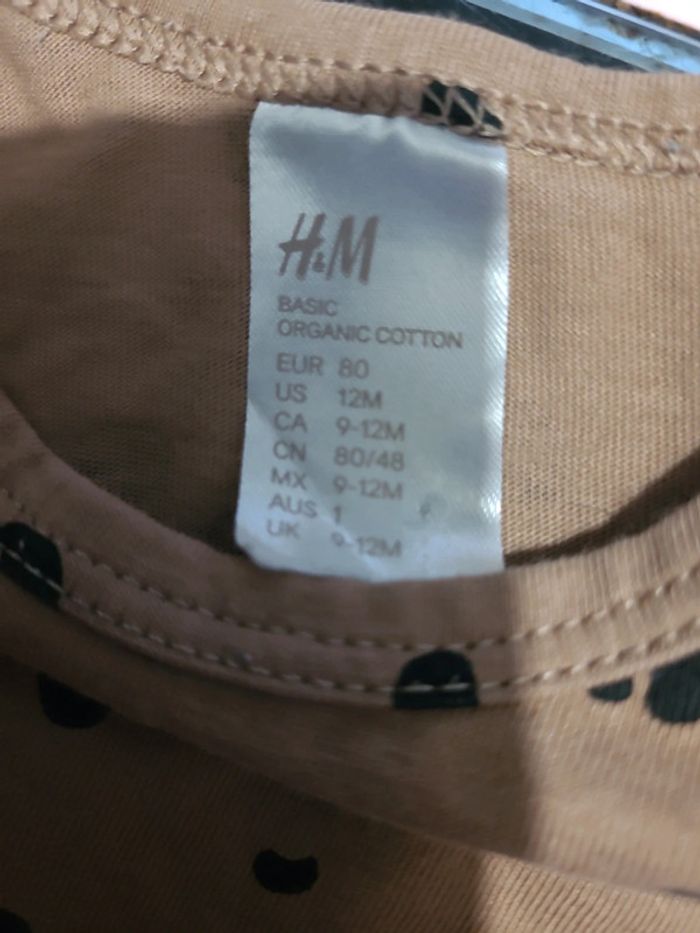 H&M
BASIC
ORGANIC COTTON
EUR 80
US 12M
CA 9-12M
CN 80/48
MX 9-12M
AUS 1
UK 9-12M